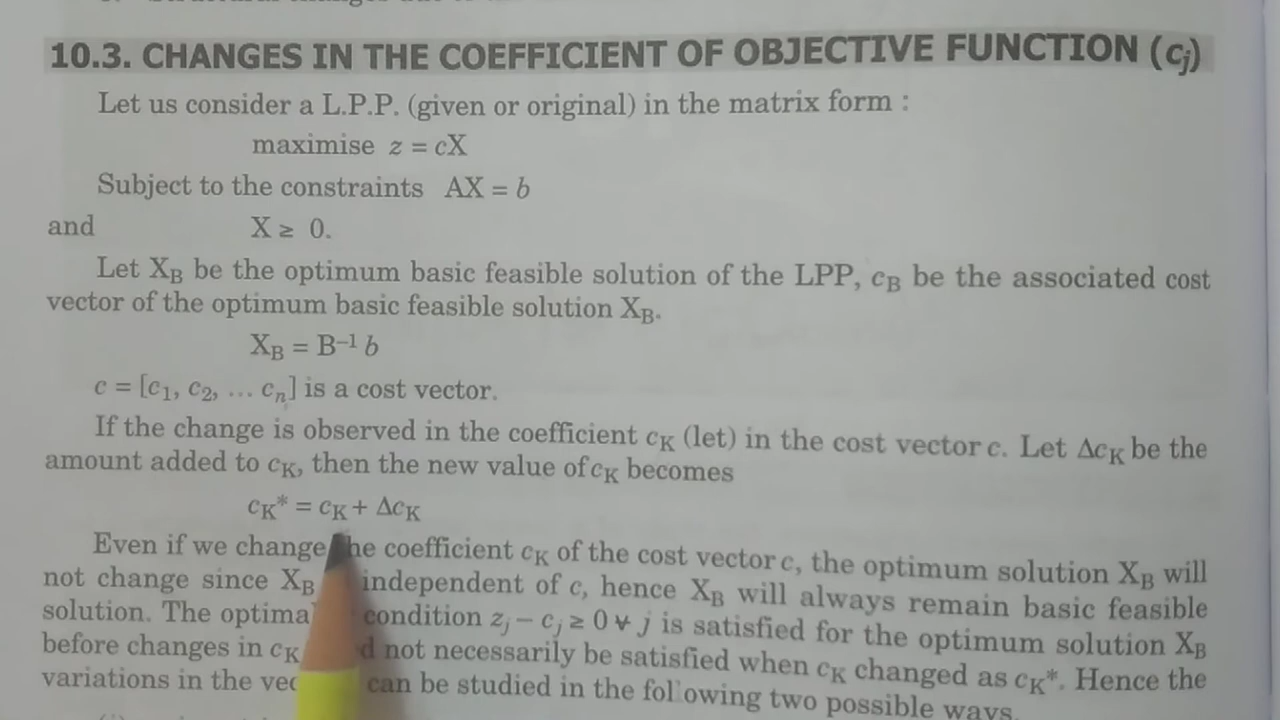 10.3. CHANGES IN THE COEFFICIENT OF OBJECTIVE FUNCTION (cj)
Let us consider a L.P.P. (given or original) in the matrix form :
maximise z = cX
Subject to the constraints AX = b
and X ≥ 0.
Let XB be the optimum basic feasible solution of the LPP, cB be the associated cost
vector of the optimum basic feasible solution XB.
XB = B⁻¹ b
c = [c1, c2, ... cn] is a cost vector.
If the change is observed in the coefficient cK (let) in the cost vector c. Let ΔcK be the
amount added to cK, then the new value of cK becomes
cK* = cK + ΔcK
Even if we change the coefficient cK of the cost vector c, the optimum solution XB will
not change since XB independent of c, hence XB will always remain basic feasible
solution. The condition zj – cj ≥ 0 ∀ j is satisfied for the optimum solution XB
before changes in cK not necessarily be satisfied when cK changed as cK*. Hence the
variations in the can be studied in the following two possible ways.